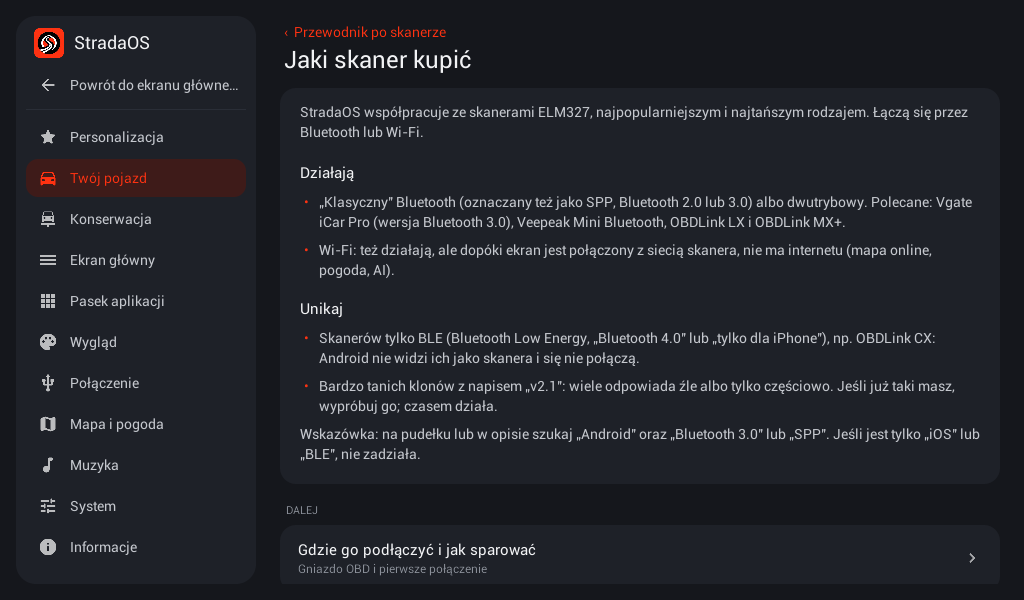 StradaOS
Powrót do ekranu główne...
Personalizacja
Twój pojazd
Konserwacja
Ekran główny
Pasek aplikacji
Wygląd
Połączenie
Mapa i pogoda
Muzyka
System
Informacje
‹ Przewodnik po skanerze
Jaki skaner kupić
StradaOS współpracuje ze skanerami ELM327, najpopularniejszym i najtańszym rodzajem. Łączą się przez
Bluetooth lub Wi-Fi.
Działają
• „Klasyczny” Bluetooth (oznaczany też jako SPP, Bluetooth 2.0 lub 3.0) albo dwutrybowy. Polecane: Vgate
iCar Pro (wersja Bluetooth 3.0), Veepeak Mini Bluetooth, OBDLink LX i OBDLink MX+.
• Wi-Fi: też działają, ale dopóki ekran jest połączony z siecią skanera, nie ma internetu (mapa online,
pogoda, AI).
Unikaj
• Skanerów tylko BLE (Bluetooth Low Energy, „Bluetooth 4.0” lub „tylko dla iPhone”), np. OBDLink CX:
Android nie widzi ich jako skanera i się nie połączą.
• Bardzo tanich klonów z napisem „v2.1”: wiele odpowiada źle albo tylko częściowo. Jeśli już taki masz,
wypróbuj go; czasem działa.
Wskazówka: na pudełku lub w opisie szukaj „Android” oraz „Bluetooth 3.0” lub „SPP”. Jeśli jest tylko „iOS” lub
„BLE”, nie zadziała.
DALEJ
Gdzie go podłączyć i jak sparować
Gniazdo OBD i pierwsze połączenie